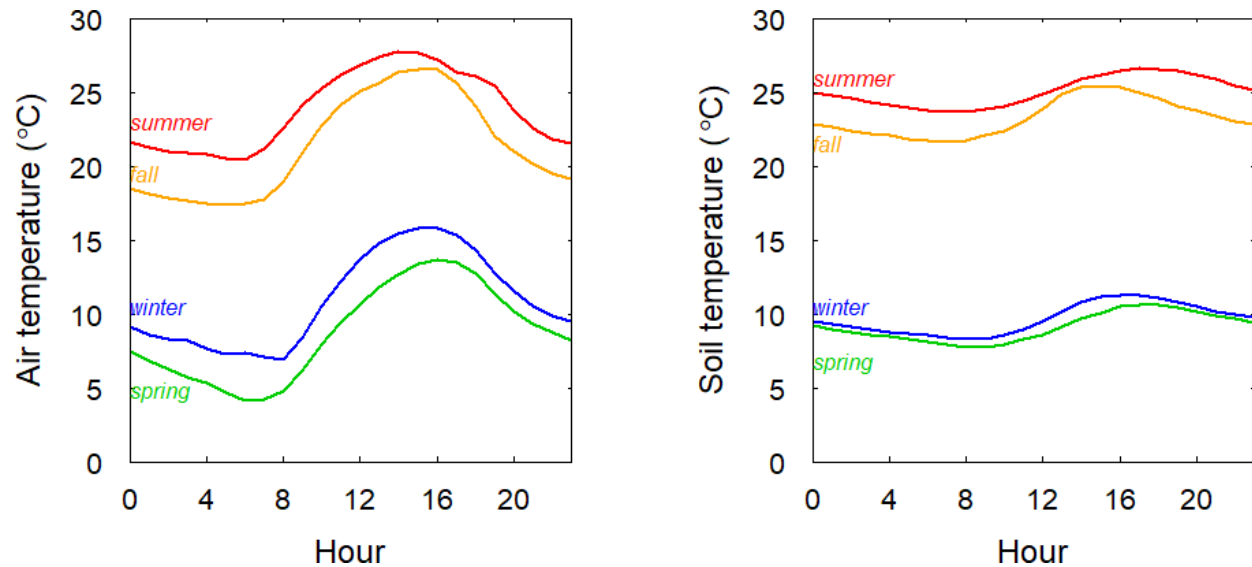 Air temperature (°C)
30
25
20
15
10
5
0
summer
fall
winter
spring
0 4 8 12 16 20
Hour
Soil temperature (°C)
30
25
20
15
10
5
0
summer
fall
winter
spring
0 4 8 12 16 20
Hour